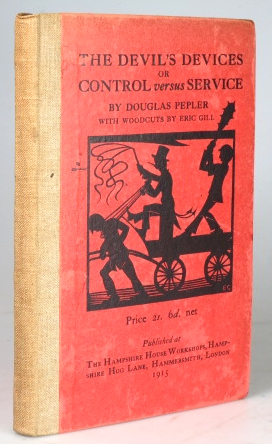 THE DEVIL'S DEVICES
OR
CONTROL versus SERVICE
BY DOUGLAS PEPLER
WITH WOODCUTS BY ERIC GILL
EG
Price 2s. 6d. net
Published at
THE HAMPSHIRE HOUSE WORKSHOPS, HAMP-
SHIRE HOG LANE, HAMMERSMITH, LONDON
1915